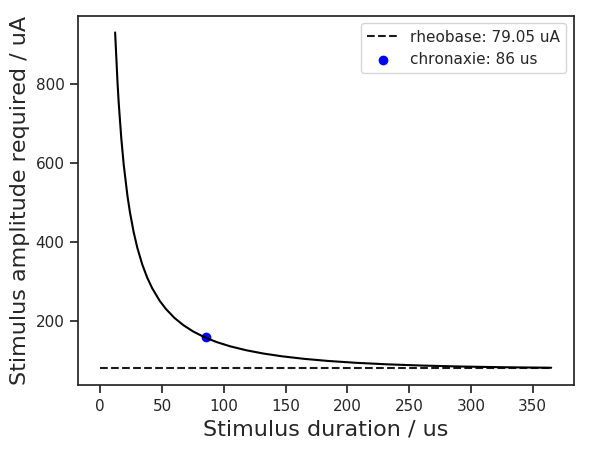 rheobase: 79.05 uA
chronaxie: 86 us
Stimulus amplitude required / uA
800
600
400
200
0 50 100 150 200 250 300 350
Stimulus duration / us